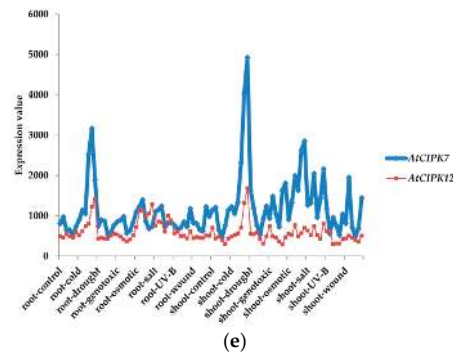 6000
5000
4000
3000
2000
1000
0
Expression value
root-control
root-cold
root-drought
root-genotoxic
root-osmotic
root-salt
root-UV-B
root-wound
shoot-control
shoot-cold
shoot-drought
shoot-genotoxic
shoot-osmotic
shoot-salt
shoot-UV-B
shoot-wound
AtCIPK7
AtCIPK12
(e)